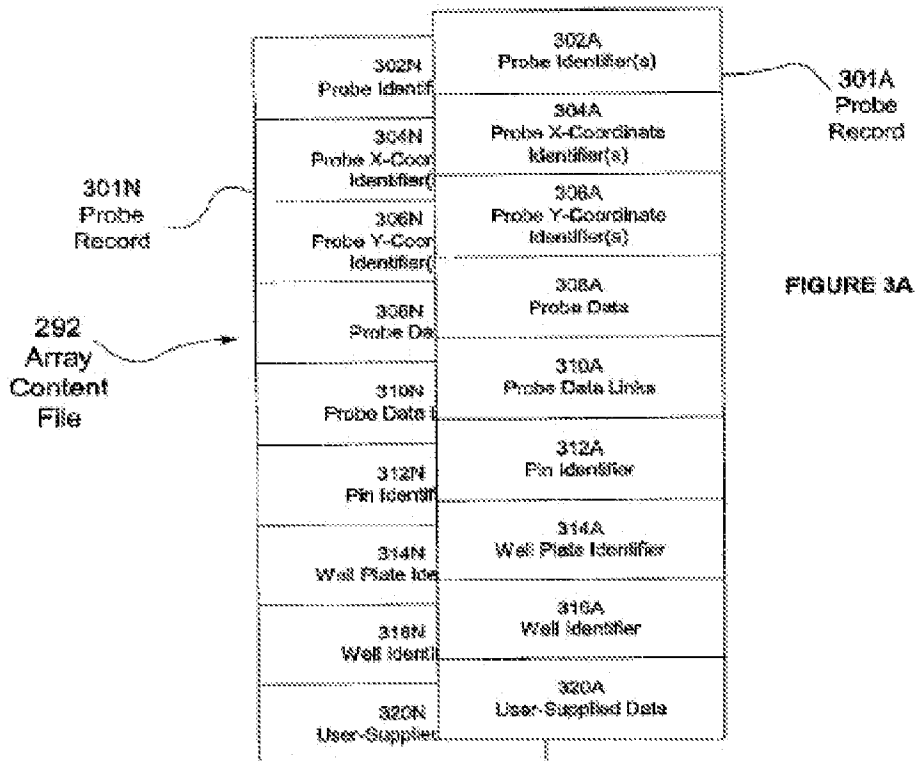 302A
Probe Identifier(s)
301A
Probe
Record
304A
Probe X-Coordinate
Identifier(s)
306A
Probe Y-Coordinate
Identifier(s)
308A
Probe Data
310A
Probe Data Links
312A
Pin Identifier
314A
Well Plate Identifier
316A
Well Identifier
320A
User-Supplied Data
302N
Probe Identif
304N
Probe X-Coor
Identifier(
306N
Probe Y-Coor
Identifier(
308N
Probe Da
310N
Probe Data
312N
Pin Identif
314N
Well Plate Ide
316N
Well Identi
320N
User-Supplied
301N
Probe
Record
292
Array
Content
File
FIGURE 3A